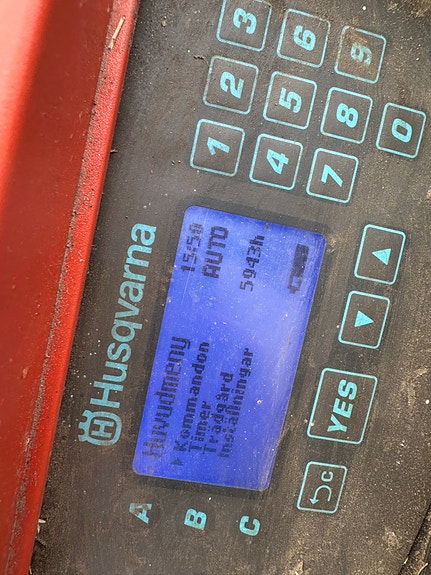 Husqvarna
A
B
C
Huvudmeny 15:50
Kommandon AUTO
Timer
Trädgård 5943h
Inställningar
C
YES
1 2 3
4 5 6
7 8 9
0